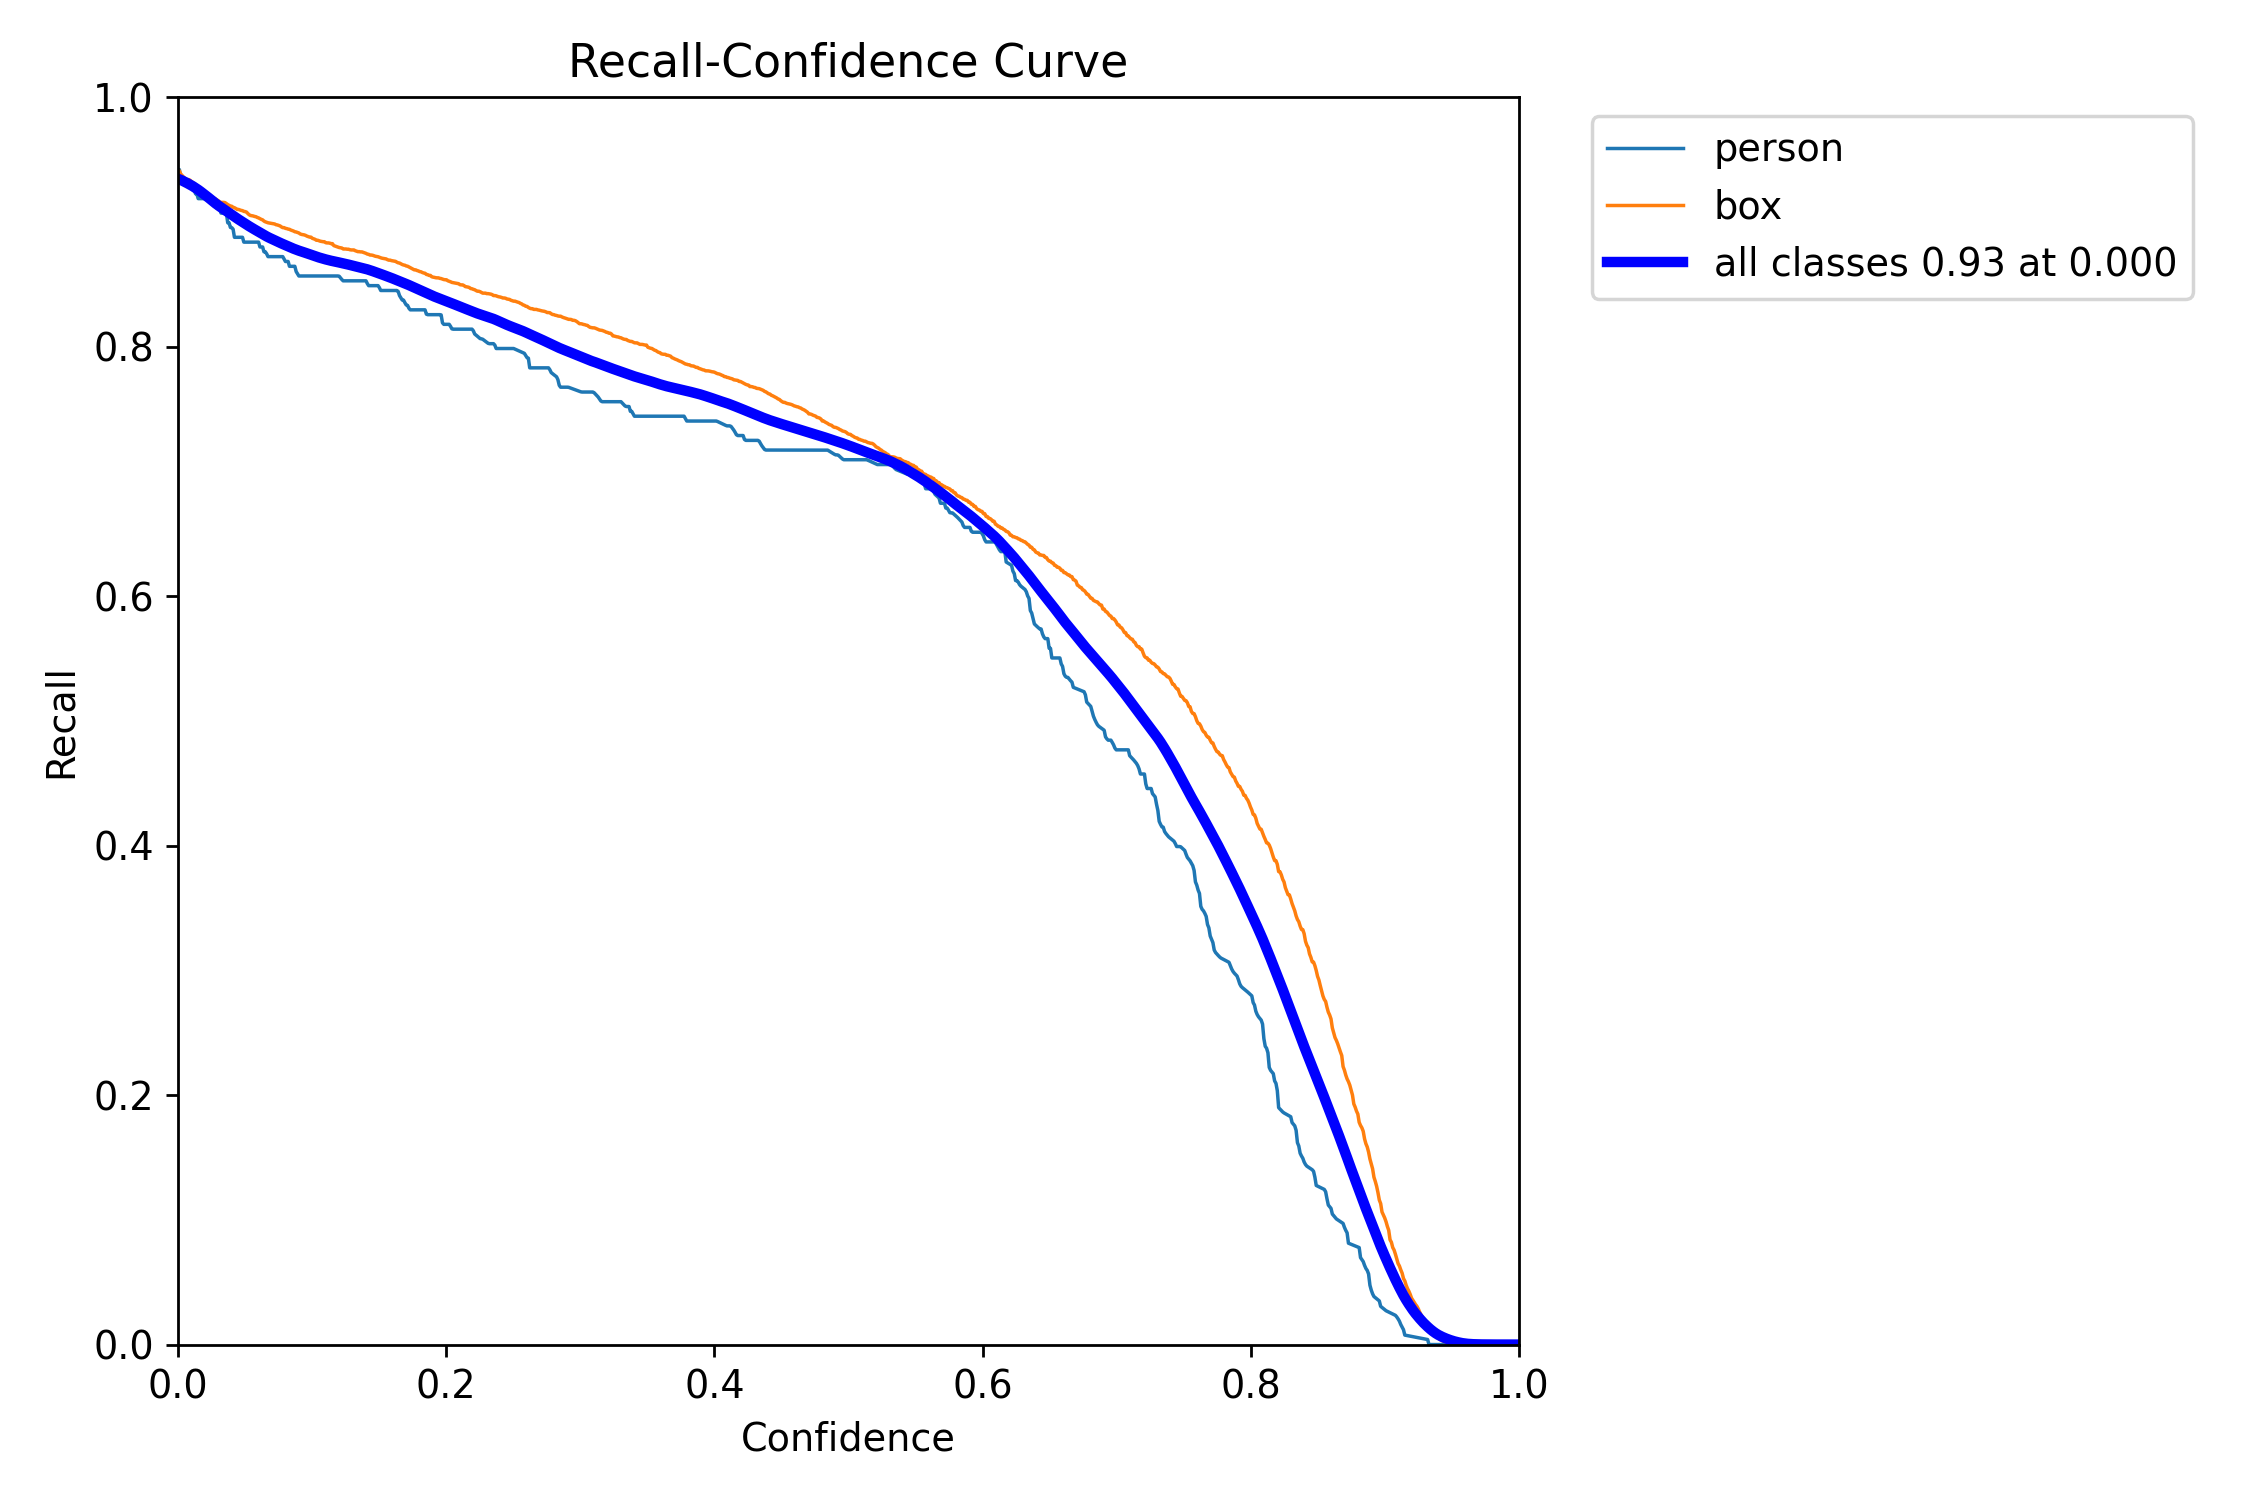 Recall-Confidence Curve
1.0
0.8
0.6
0.4
0.2
0.0
Recall
0.0 0.2 0.4 0.6 0.8 1.0
Confidence
person
box
all classes 0.93 at 0.000